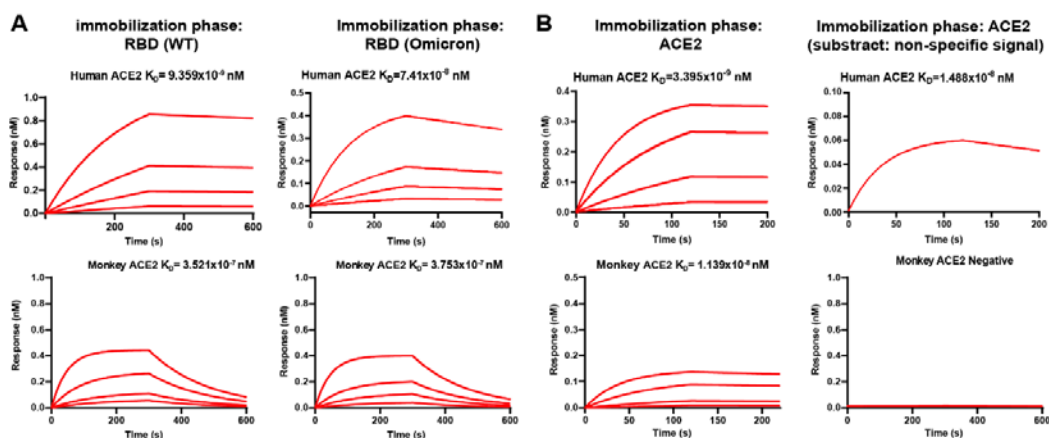 A
immobilization phase:
RBD (WT)
Human ACE2 K_D= 9.359x10⁻⁹ nM
Response (nM)
1.0
0.8
0.6
0.4
0.2
0.0
0
200
400
600
Time (s)
Immobilization phase:
RBD (Omicron)
Human ACE2 K_D=7.41x10⁻⁹ nM
Response (nM)
0.5
0.4
0.3
0.2
0.1
0.0
0
200
400
600
Time (s)
B
Immobilization phase:
ACE2
Human ACE2 K_D=3.395x10⁻⁹ nM
Response (nM)
0.4
0.3
0.2
0.1
0.0
0
50
100
150
200
Time (s)
Immobilization phase: ACE2
(substract: non-specific signal)
Human ACE2 K_D=1.488x10⁻⁸ nM
Response (nM)
0.10
0.08
0.06
0.04
0.02
0.00
0
50
100
150
200
Time (s)
Monkey ACE2 K_D= 3.521x10⁻⁷ nM
Response (nM)
1.0
0.8
0.6
0.4
0.2
0.0
0
200
400
600
Time (s)
Monkey ACE2 K_D= 3.753x10⁻⁷ nM
Response (nM)
1.0
0.8
0.6
0.4
0.2
0.0
0
200
400
600
Time (s)
Monkey ACE2 K_D= 1.139x10⁻⁸ nM
Response (nM)
0.5
0.4
0.3
0.2
0.1
0.0
0
50
100
150
200
Time (s)
Monkey ACE2 Negative
Response (nM)
1.0
0.8
0.6
0.4
0.2
0.0
0
200
400
600
Time (s)